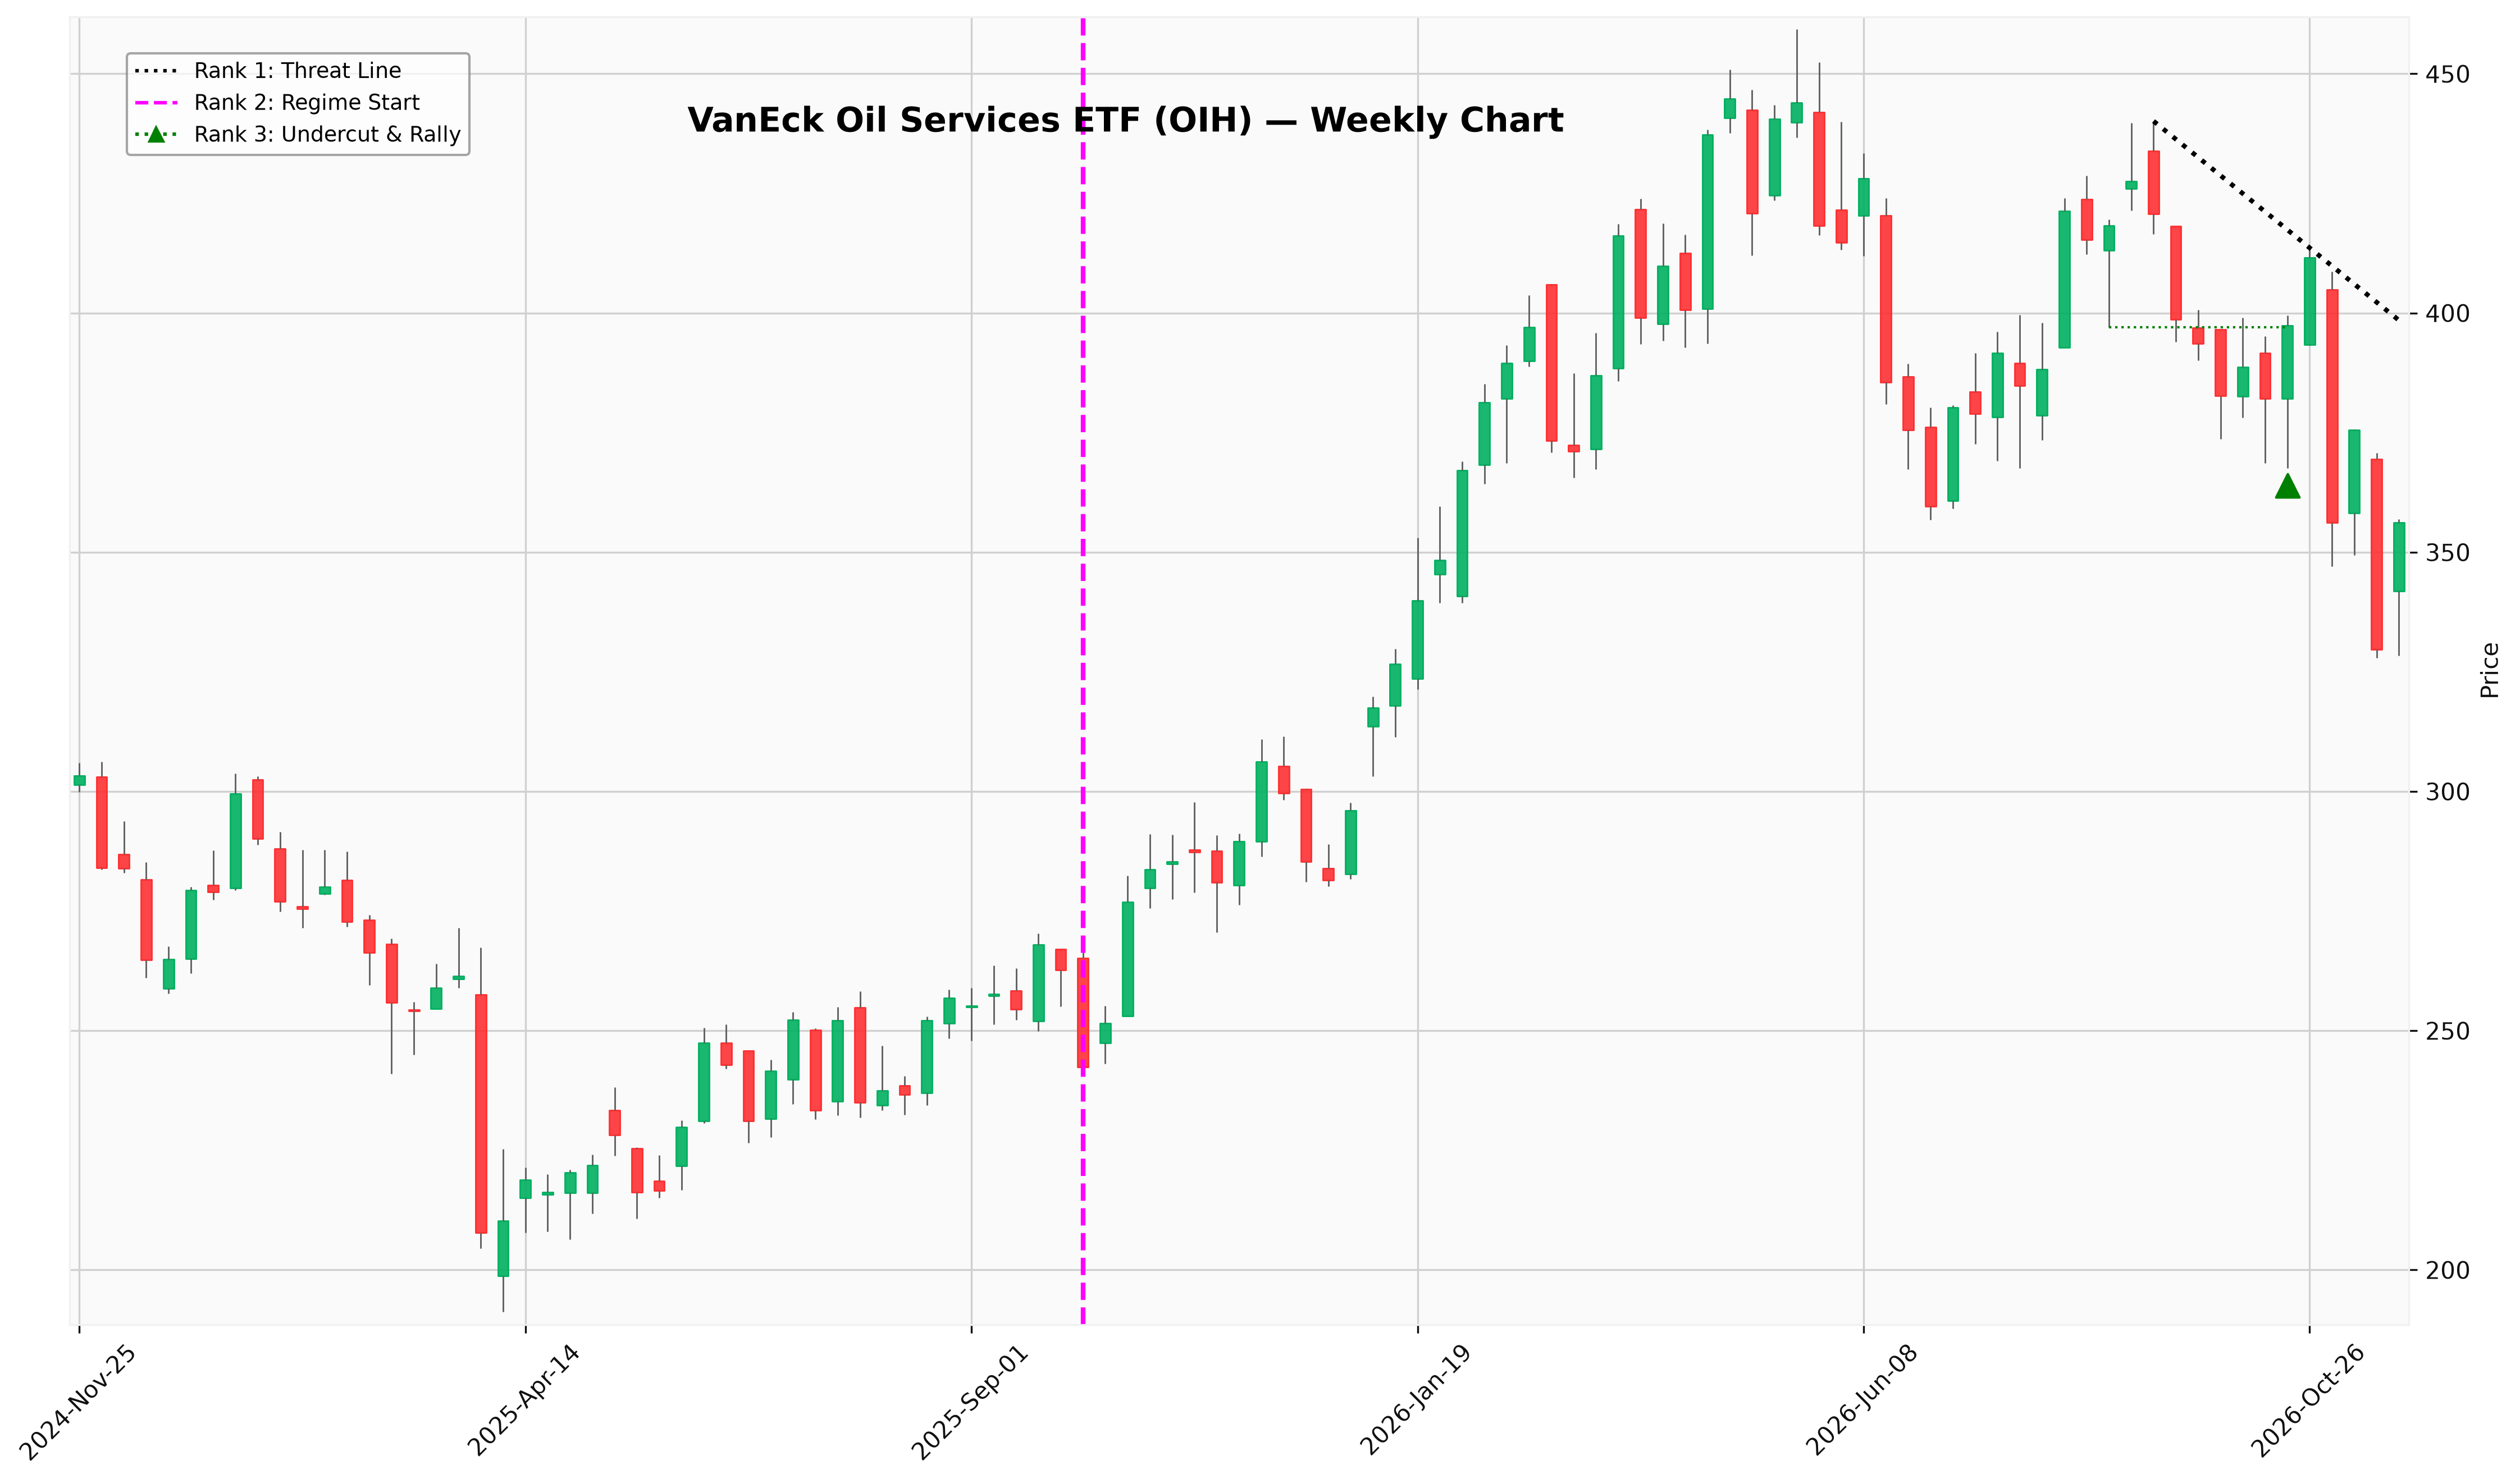 Rank 1: Threat Line
Rank 2: Regime Start
Rank 3: Undercut & Rally
VanEck Oil Services ETF (OIH) — Weekly Chart
450
400
350
300
250
200
Price
2024-Nov-25
2025-Apr-14
2025-Sep-01
2026-Jan-19
2026-Jun-08
2026-Oct-26